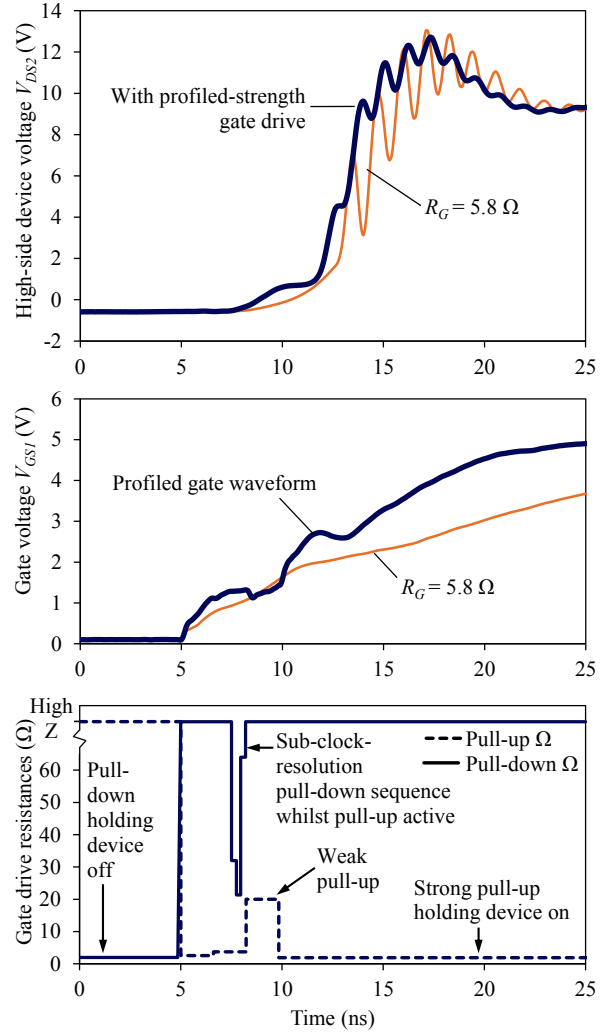 High-side device voltage V_DS2 (V)
14
12
10
8
6
4
2
0
-2
With profiled-strength
gate drive
R_G = 5.8 Ω
0 5 10 15 20 25
Gate voltage V_GS1 (V)
6
5
4
3
2
1
0
Profiled gate waveform
R_G = 5.8 Ω
0 5 10 15 20 25
Gate drive resistances (Ω)
High
Z
60
50
40
30
20
10
0
Pull-
down
holding
device
off
Sub-clock-
resolution
pull-down sequence
whilst pull-up active
Pull-up Ω
Pull-down Ω
Weak
pull-up
Strong pull-up
holding device on
0 5 10 15 20 25
Time (ns)